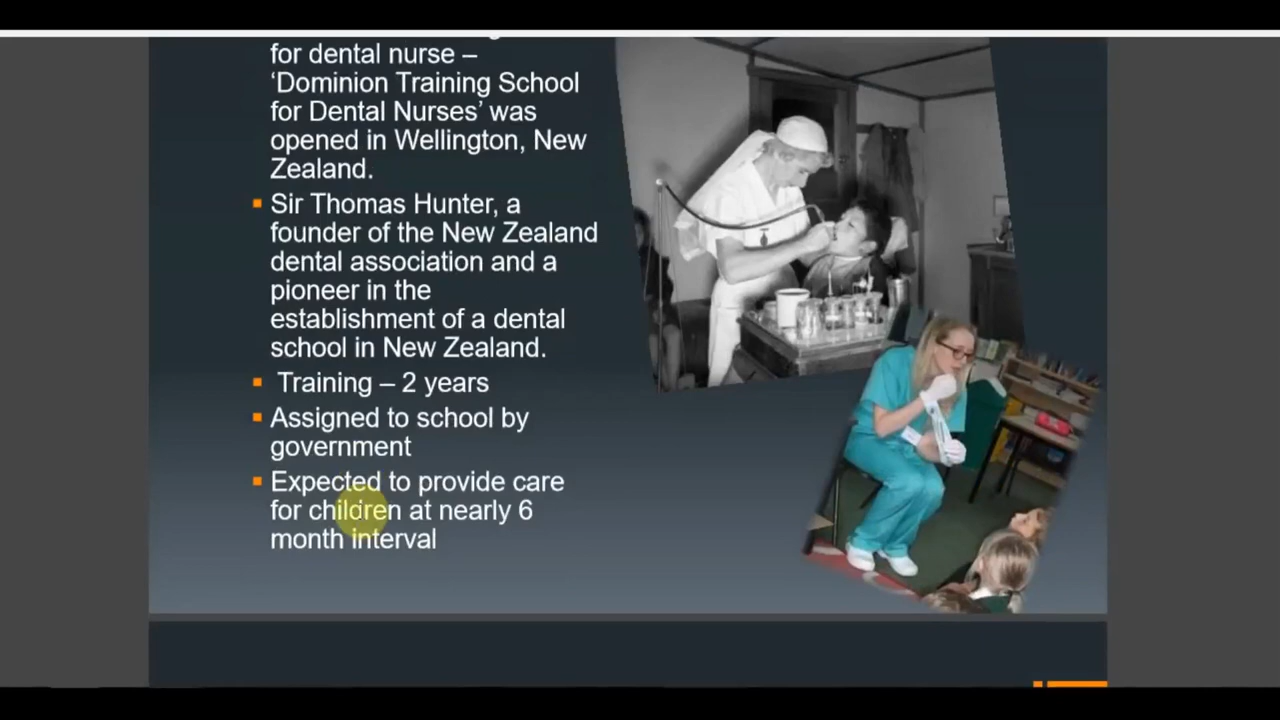 for dental nurse –
‘Dominion Training School
for Dental Nurses’ was
opened in Wellington, New
Zealand.
▪ Sir Thomas Hunter, a
founder of the New Zealand
dental association and a
pioneer in the
establishment of a dental
school in New Zealand.
▪ Training – 2 years
▪ Assigned to school by
government
▪ Expected to provide care
for children at nearly 6
month interval